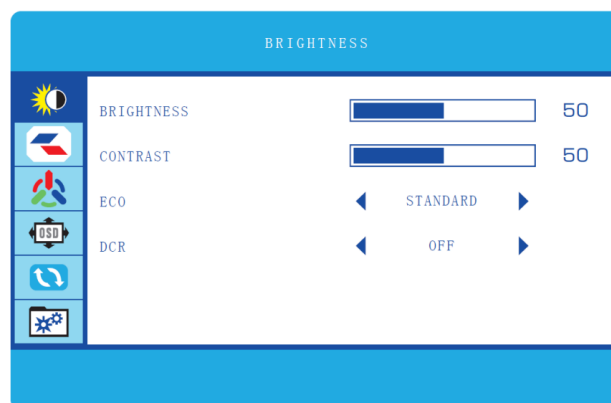 BRIGHTNESS
BRIGHTNESS 50
CONTRAST 50
ECO STANDARD
DCR OFF
OSD